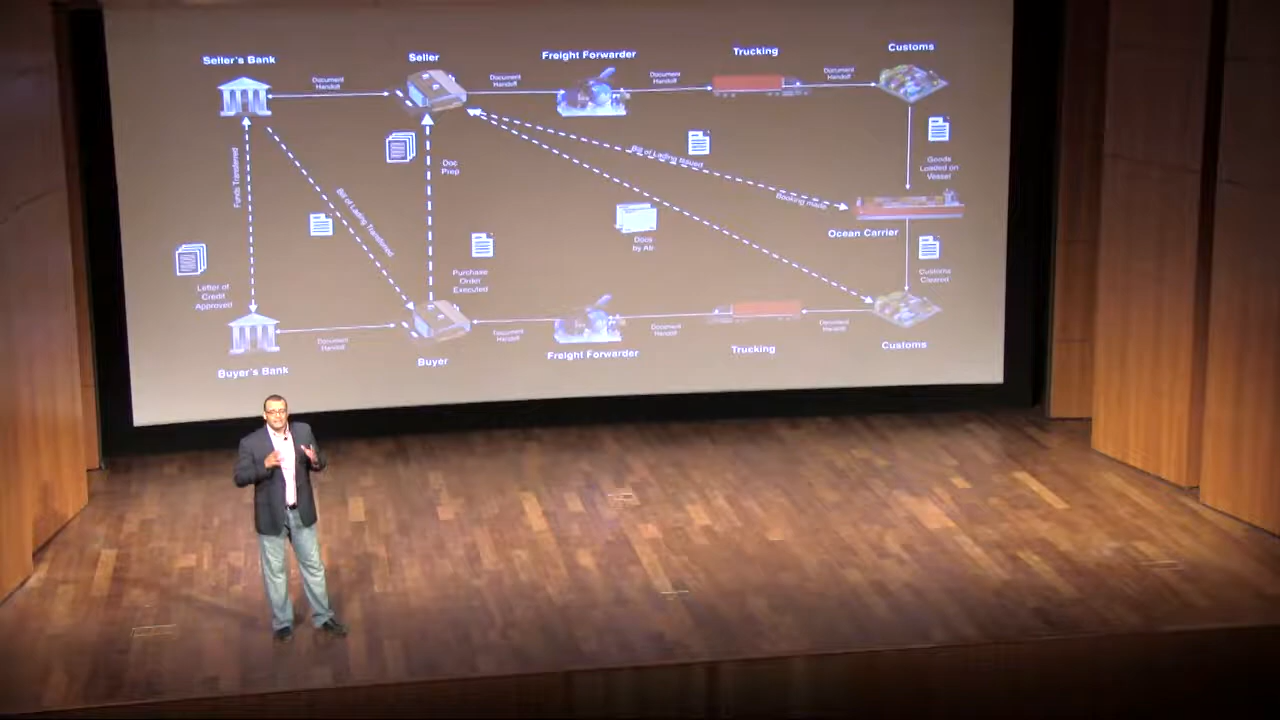 Seller's Bank
Seller
Freight Forwarder
Trucking
Customs
Document
Handoff
Document
Handoff
Document
Handoff
Document
Handoff
Funds Transferred
Bill of Lading Transferred
Doc
Prep
Bill of Lading Issued
Booking made
Goods
Loaded on
Vessel
Ocean Carrier
Letter of
Credit
Approved
Purchase
Order
Executed
Docs
by Air
Customs
Cleared
Document
Handoff
Document
Handoff
Document
Handoff
Document
Handoff
Buyer's Bank
Buyer
Freight Forwarder
Trucking
Customs